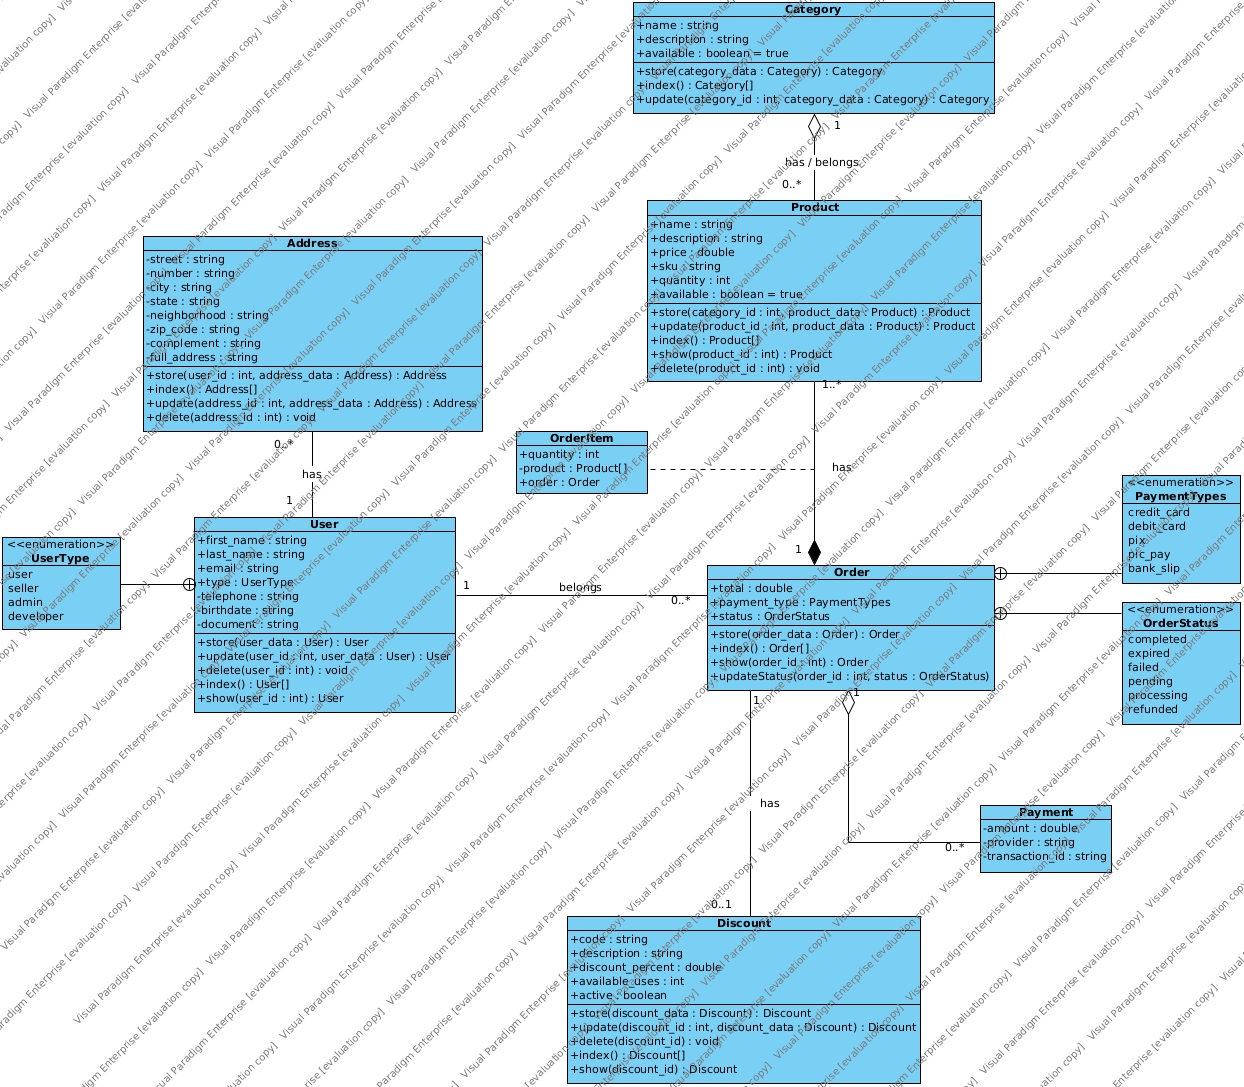 Category
+name : string
+description : string
+available : boolean = true
+store(category_data : Category) : Category
+index() : Category[]
+update(category_id : int, category_data : Category) : Category
1
has / belongs
0..*
Product
+name : string
+description : string
+price : double
+sku : string
+quantity : int
+available : boolean = true
+store(category_id : int, product_data : Product) : Product
+update(product_id : int, product_data : Product) : Product
+index() : Product[]
+show(product_id : int) : Product
+delete(product_id : int) : void
1..*
Address
-street : string
-number : string
-city : string
-state : string
-neighborhood : string
-zip_code : string
-complement : string
-full_address : string
+store(user_id : int, address_data : Address) : Address
+index() : Address[]
+update(address_id : int, address_data : Address) : Address
+delete(address_id : int) : void
0..*
has
1
OrderItem
+quantity : int
-product : Product[]
+order : Order
has
1
<<enumeration>>
UserType
user
seller
admin
developer
User
+first_name : string
+last_name : string
+email : string
+type : UserType
-telephone : string
-birthdate : string
-document : string
+store(user_data : User) : User
+update(user_id : int, user_data : User) : User
+delete(user_id : int) : void
+index() : User[]
+show(user_id : int) : User
1
belongs
0..*
Order
+total : double
+payment_type : PaymentTypes
+status : OrderStatus
+store(order_data : Order) : Order
+index() : Order[]
+show(order_id : int) : Order
+updateStatus(order_id : int, status : OrderStatus)
<<enumeration>>
PaymentTypes
credit_card
debit_card
pix
pic_pay
bank_slip
<<enumeration>>
OrderStatus
completed
expired
failed
pending
processing
refunded
1
1
has
0..*
Payment
-amount : double
-provider : string
-transaction_id : string
0..1
Discount
+code : string
+description : string
+discount_percent : double
+available_uses : int
+active : boolean
+store(discount_data : Discount) : Discount
+update(discount_id : int, discount_data : Discount) : Discount
+delete(discount_id) : void
+index() : Discount[]
+show(discount_id) : Discount
Visual Paradigm Enterprise [evaluation copy]